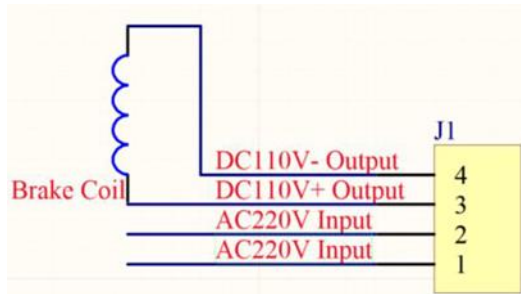 J1
DC110V- Output 4
Brake Coil DC110V+ Output 3
AC220V Input 2
AC220V Input 1